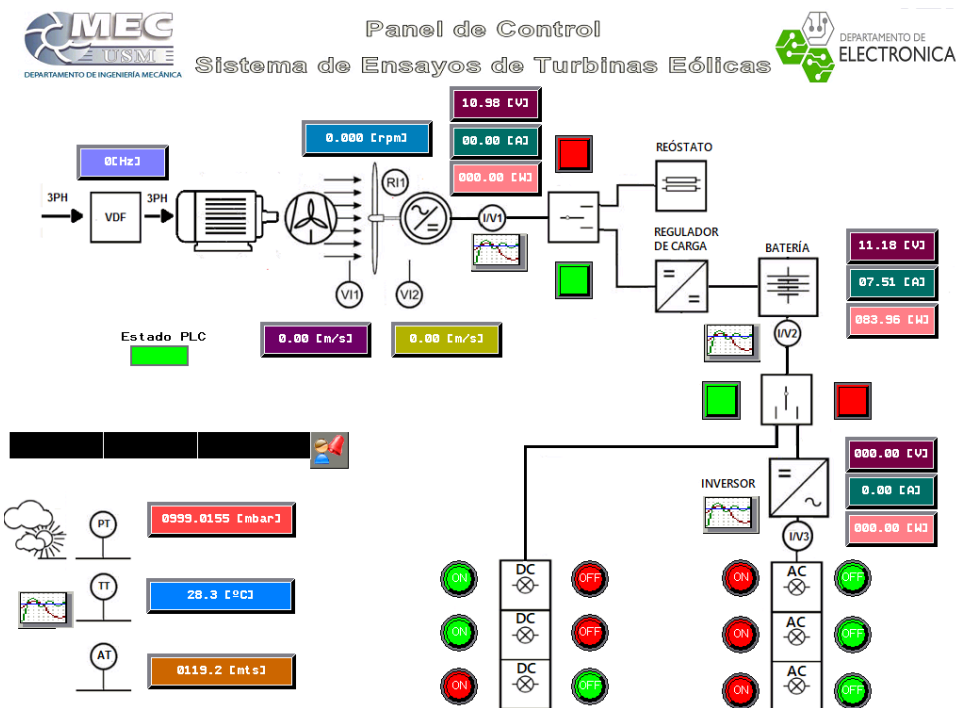 MEC
USM
DEPARTAMENTO DE INGENIERÍA MECÁNICA
Panel de Control
Sistema de Ensayos de Turbinas Eólicas
DEPARTAMENTO DE
ELECTRONICA
10.98 [V]
0.000 [rpm]
00.00 [A]
0[Hz]
000.00 [W]
REÓSTATO
3PH
VDF
3PH
RI1
I/V1
REGULADOR
DE CARGA
BATERÍA
11.18 [V]
07.51 [A]
083.96 [W]
VI1
VI2
I/V2
Estado PLC
0.00 [m/s]
0.00 [m/s]
000.00 [V]
0.00 [A]
000.00 [W]
INVERSOR
I/V3
PT
0999.0155 [mbar]
TT
28.3 [ºC]
AT
0119.2 [mts]
ON
DC
OFF
ON
AC
OFF
ON
DC
OFF
ON
AC
OFF
ON
DC
OFF
ON
AC
OFF